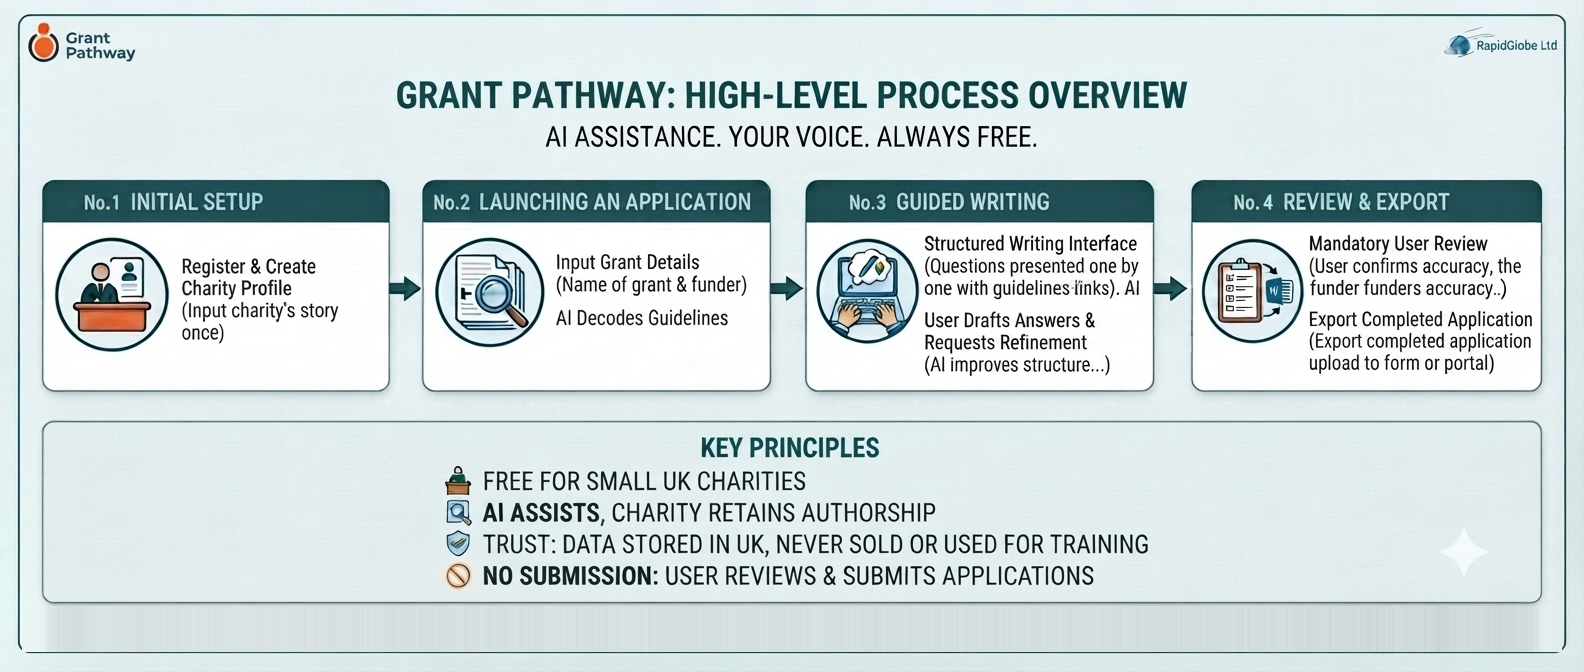 Grant
Pathway
RapidGlobe Ltd
GRANT PATHWAY: HIGH-LEVEL PROCESS OVERVIEW
AI ASSISTANCE. YOUR VOICE. ALWAYS FREE.
No.1 INITIAL SETUP
Register & Create
Charity Profile
(Input charity's story
once)
No.2 LAUNCHING AN APPLICATION
Input Grant Details
(Name of grant & funder)
AI Decodes Guidelines
No.3 GUIDED WRITING
Structured Writing Interface
(Questions presented one by
one with guidelines links). AI
User Drafts Answers &
Requests Refinement
(AI improves structure...)
No. 4 REVIEW & EXPORT
Mandatory User Review
(User confirms accuracy, the
funder funders accuracy..)
Export Completed Application
(Export completed application
upload to form or portal)
KEY PRINCIPLES
FREE FOR SMALL UK CHARITIES
AI ASSISTS, CHARITY RETAINS AUTHORSHIP
TRUST: DATA STORED IN UK, NEVER SOLD OR USED FOR TRAINING
NO SUBMISSION: USER REVIEWS & SUBMITS APPLICATIONS